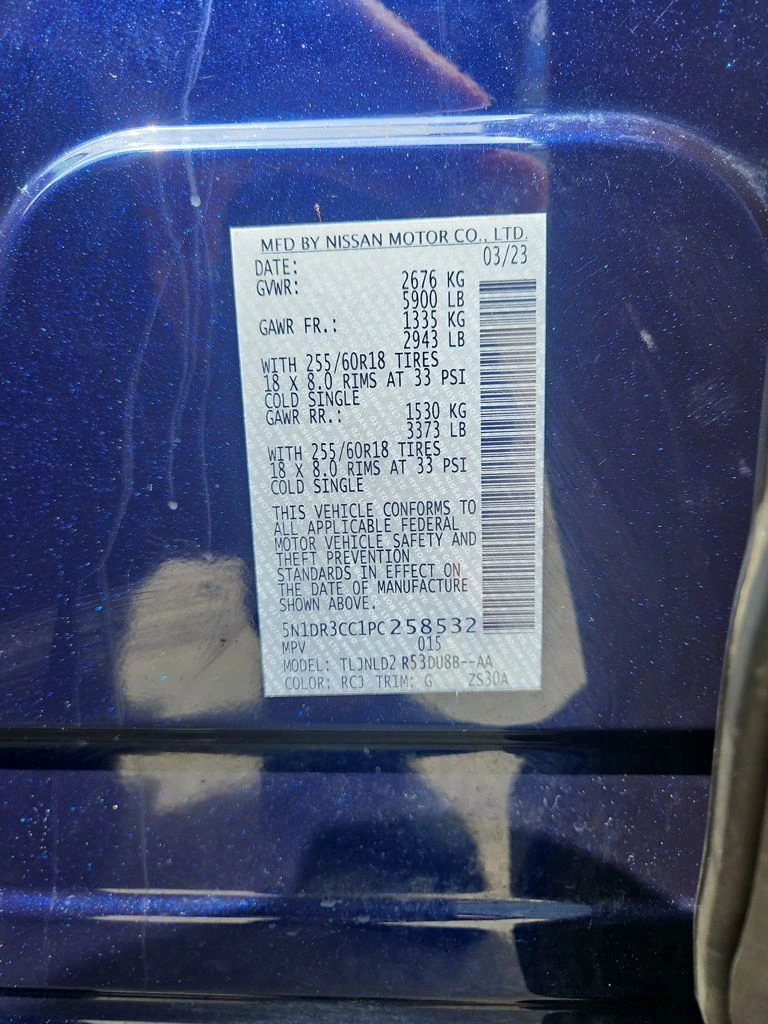 MFD BY NISSAN MOTOR CO., LTD.
DATE: 03/23
GVWR: 2676 KG
5900 LB
GAWR FR.: 1335 KG
2943 LB
WITH 255/60R18 TIRES
18 X 8.0 RIMS AT 33 PSI
COLD SINGLE
GAWR RR.: 1530 KG
3373 LB
WITH 255/60R18 TIRES
18 X 8.0 RIMS AT 33 PSI
COLD SINGLE
THIS VEHICLE CONFORMS TO
ALL APPLICABLE FEDERAL
MOTOR VEHICLE SAFETY AND
THEFT PREVENTION
STANDARDS IN EFFECT ON
THE DATE OF MANUFACTURE
SHOWN ABOVE.
5N1DR3CC1PC258532
MPV 015
MODEL: TLJNLD2 R53DU8B--AA
COLOR: RCJ TRIM: G ZS30A